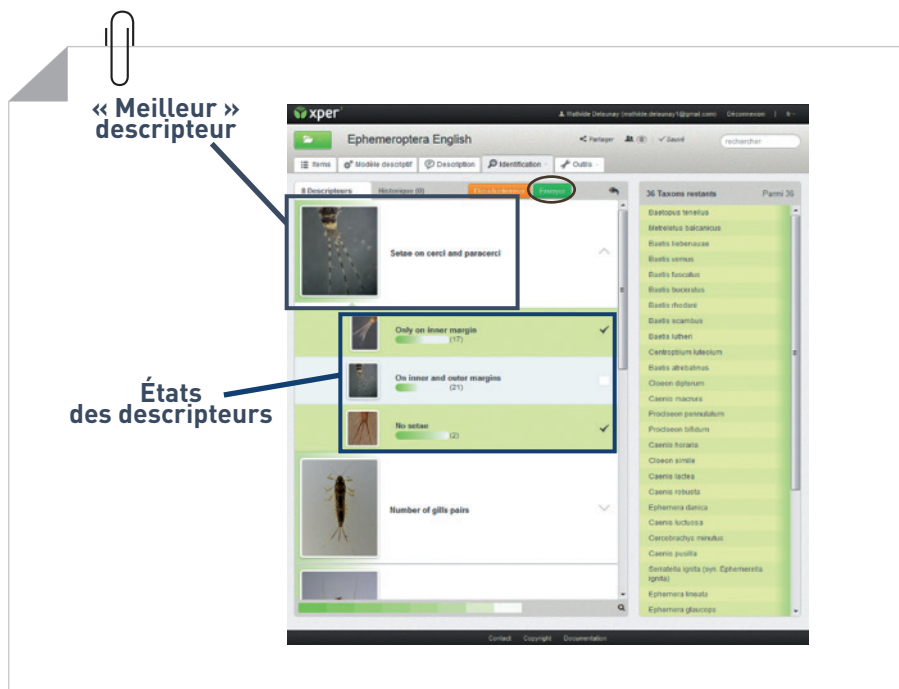 « Meilleur »
descripteur
États
des descripteurs
xper
Mathilde Delaunay (mathilde.delaunay1@gmail.com) Déconnexion | fr
Ephemeroptera English
Partager (0) | Sauvé
rechercher
Items Modèle descriptif Description Identification Outils
8 Descripteurs Historique (0) Envoyer
Setae on cerci and paracerci
Only on inner margin
(17)
On inner and outer margins
(21)
No setae
(2)
Number of gills pairs
36 Taxons restants Parmi 36
Baetopus tenellus
Metreletus balcanicus
Baetis liebenauae
Baetis vernus
Baetis fuscatus
Baetis buceratus
Baetis rhodani
Baetis scambus
Baetis lutheri
Centroptilum luteolum
Baetis atrebatinus
Cloeon dipterum
Caenis macrura
Procloeon pennulatum
Procloeon bifidum
Caenis horaria
Cloeon simile
Caenis lactea
Caenis robusta
Ephemera danica
Caenis luctuosa
Cercobrachys minutus
Caenis pusilla
Serratella ignita (syn. Ephemerella
ignita)
Ephemera lineata
Ephemera glaucops
Contact Copyright Documentation